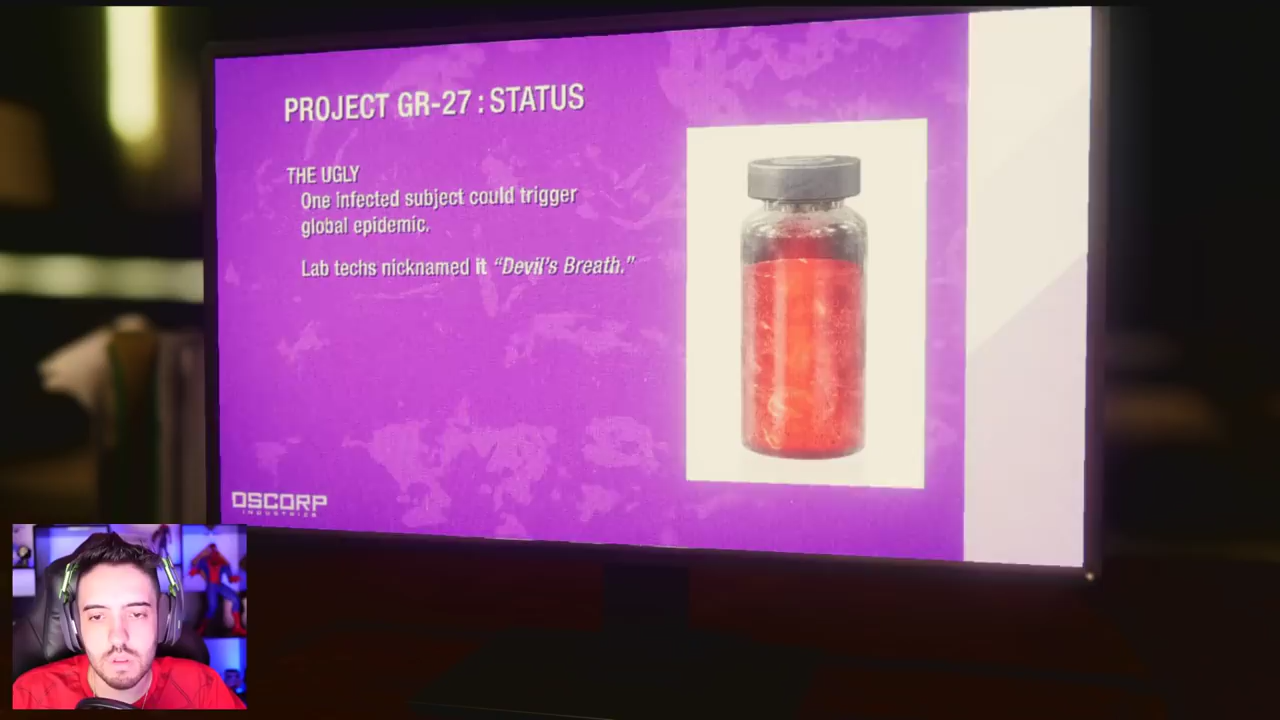 PROJECT GR-27 : STATUS
THE UGLY
One infected subject could trigger
global epidemic.
Lab techs nicknamed it “Devil’s Breath.”
OSCORP
INDUSTRIES